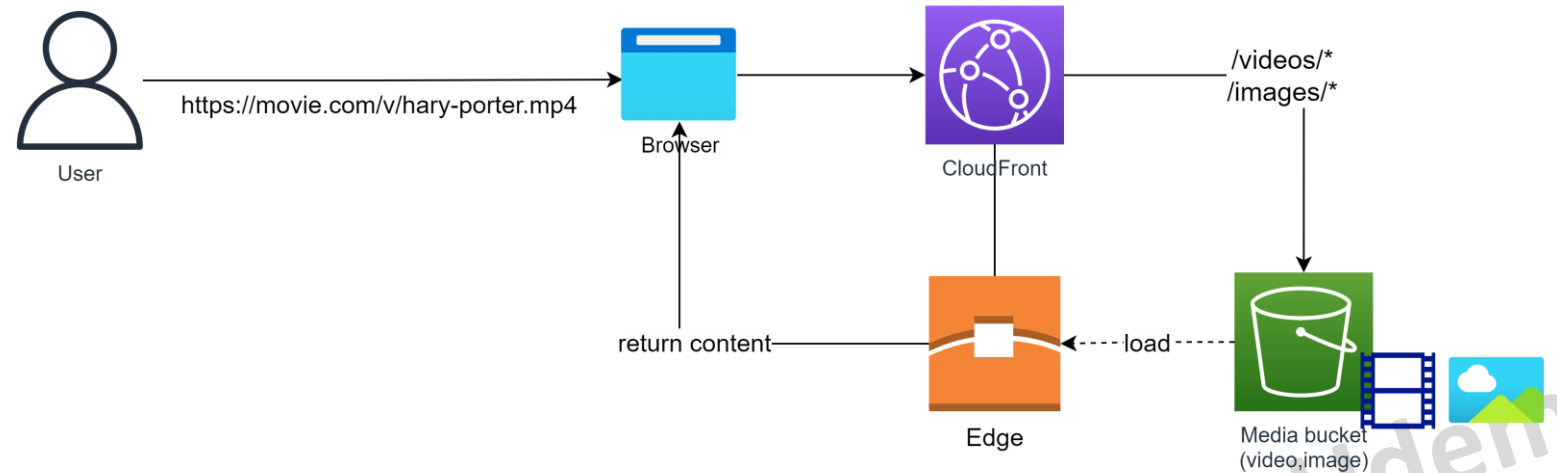 https://movie.com/v/hary-porter.mp4
User
Browser
CloudFront
/videos/*
/images/*
return content
Edge
load
Media bucket
(video,image)